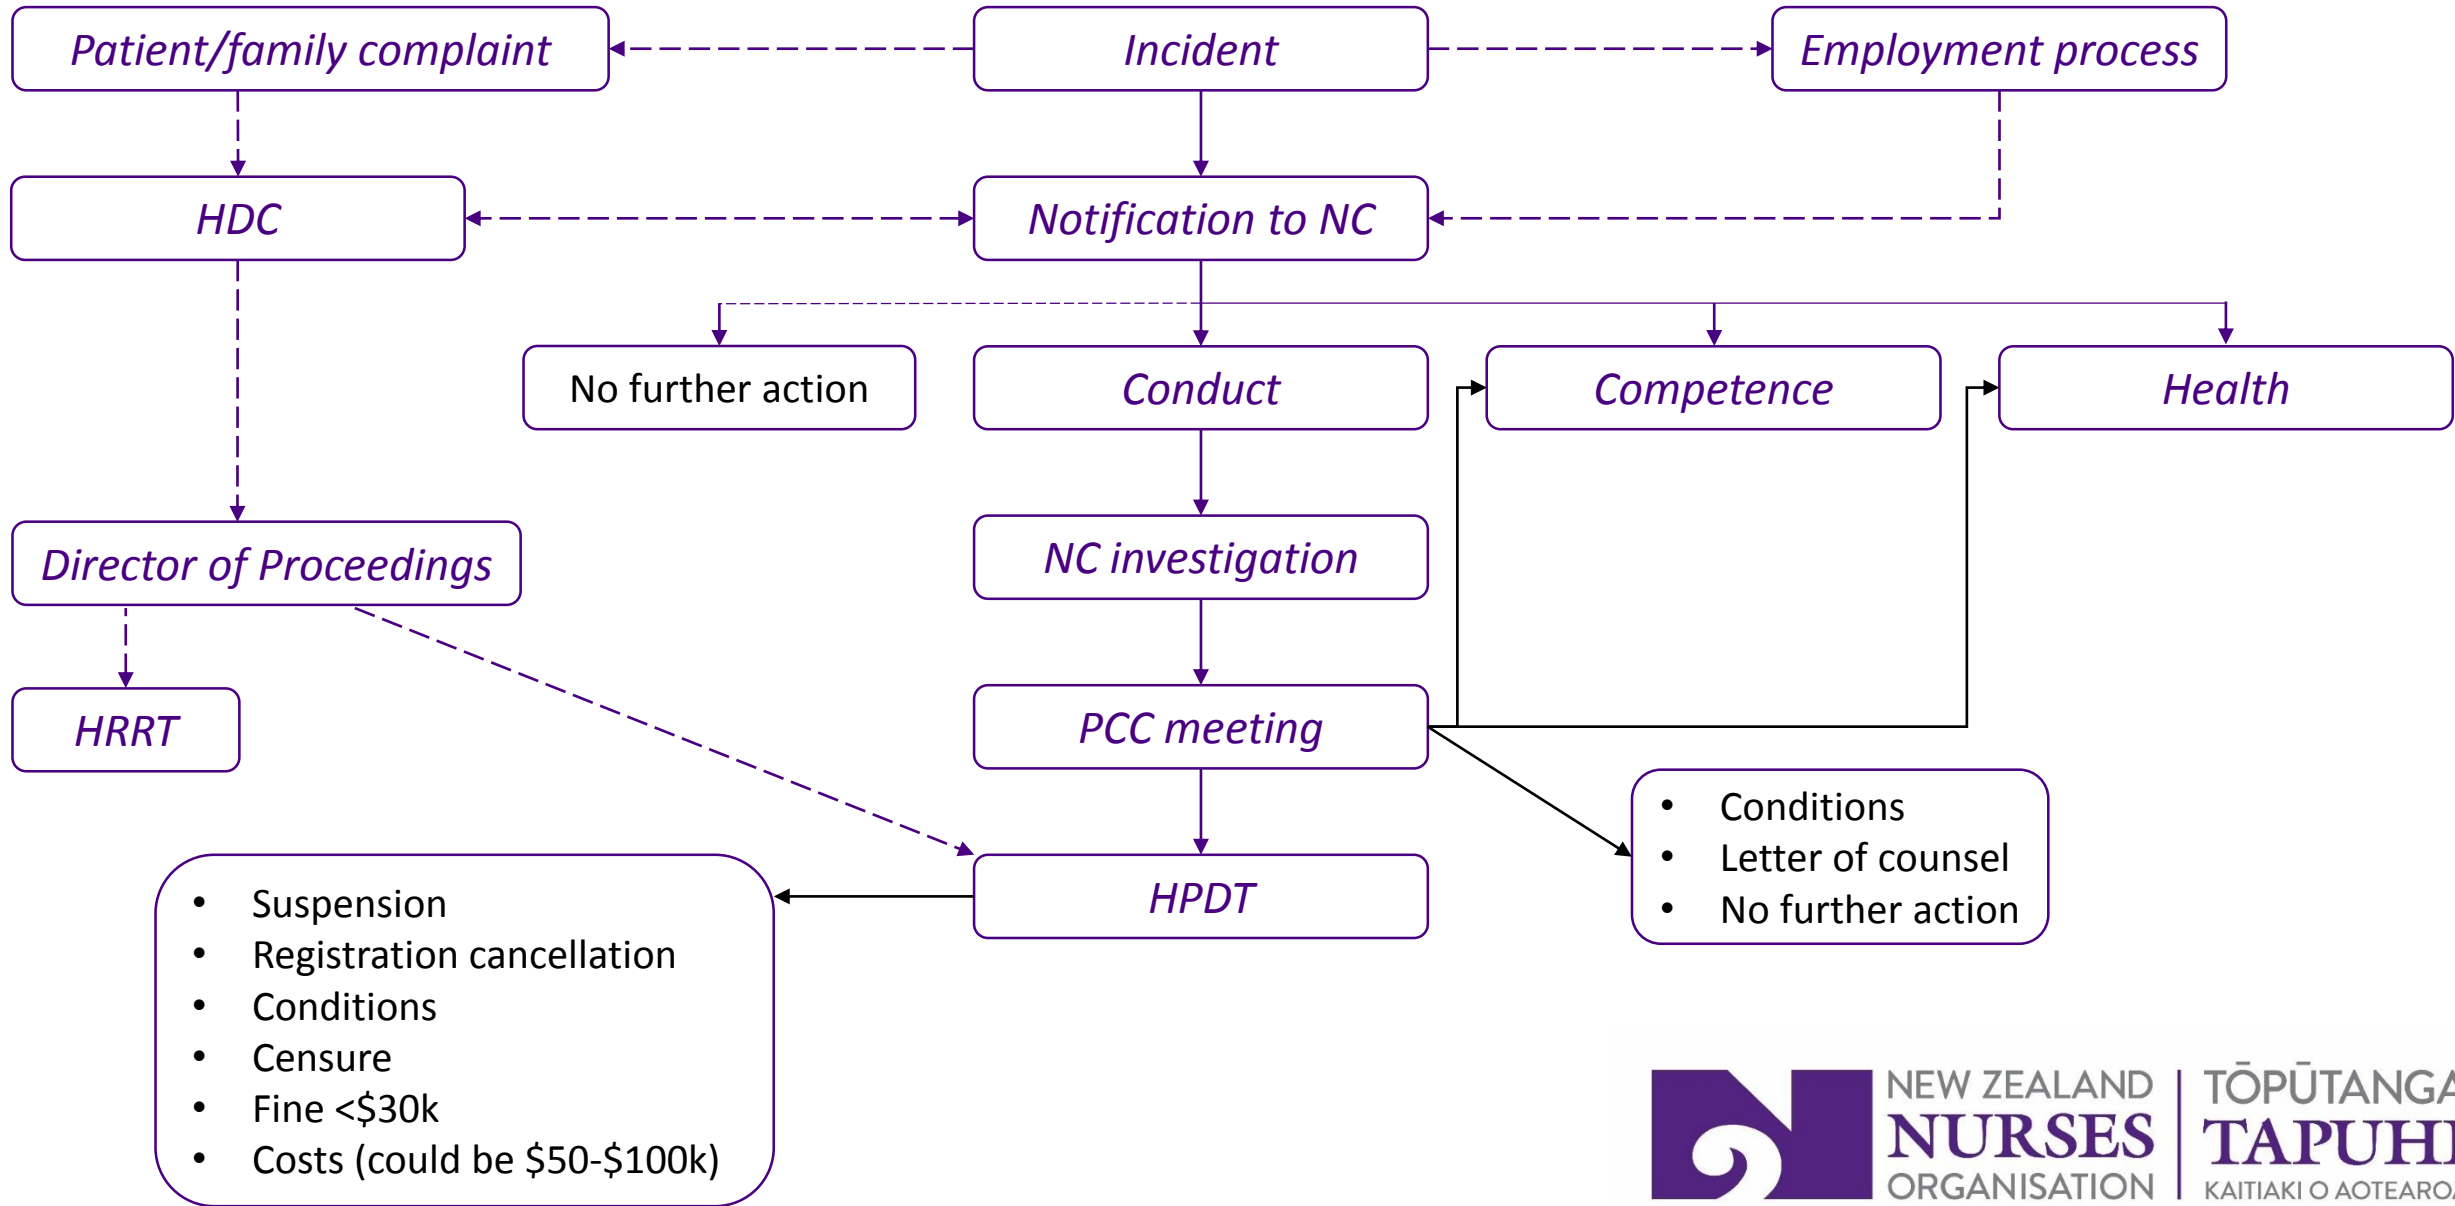 Patient/family complaint
Incident
Employment process
HDC
Notification to NC
No further action
Conduct
Competence
Health
Director of Proceedings
NC investigation
HRRT
PCC meeting
• Conditions
• Letter of counsel
• No further action
HPDT
• Suspension
• Registration cancellation
• Conditions
• Censure
• Fine <$30k
• Costs (could be $50-$100k)
NEW ZEALAND
NURSES
ORGANISATION
TŌPŪTANGA
TAPUHI
KAITIAKI O AOTEAROA